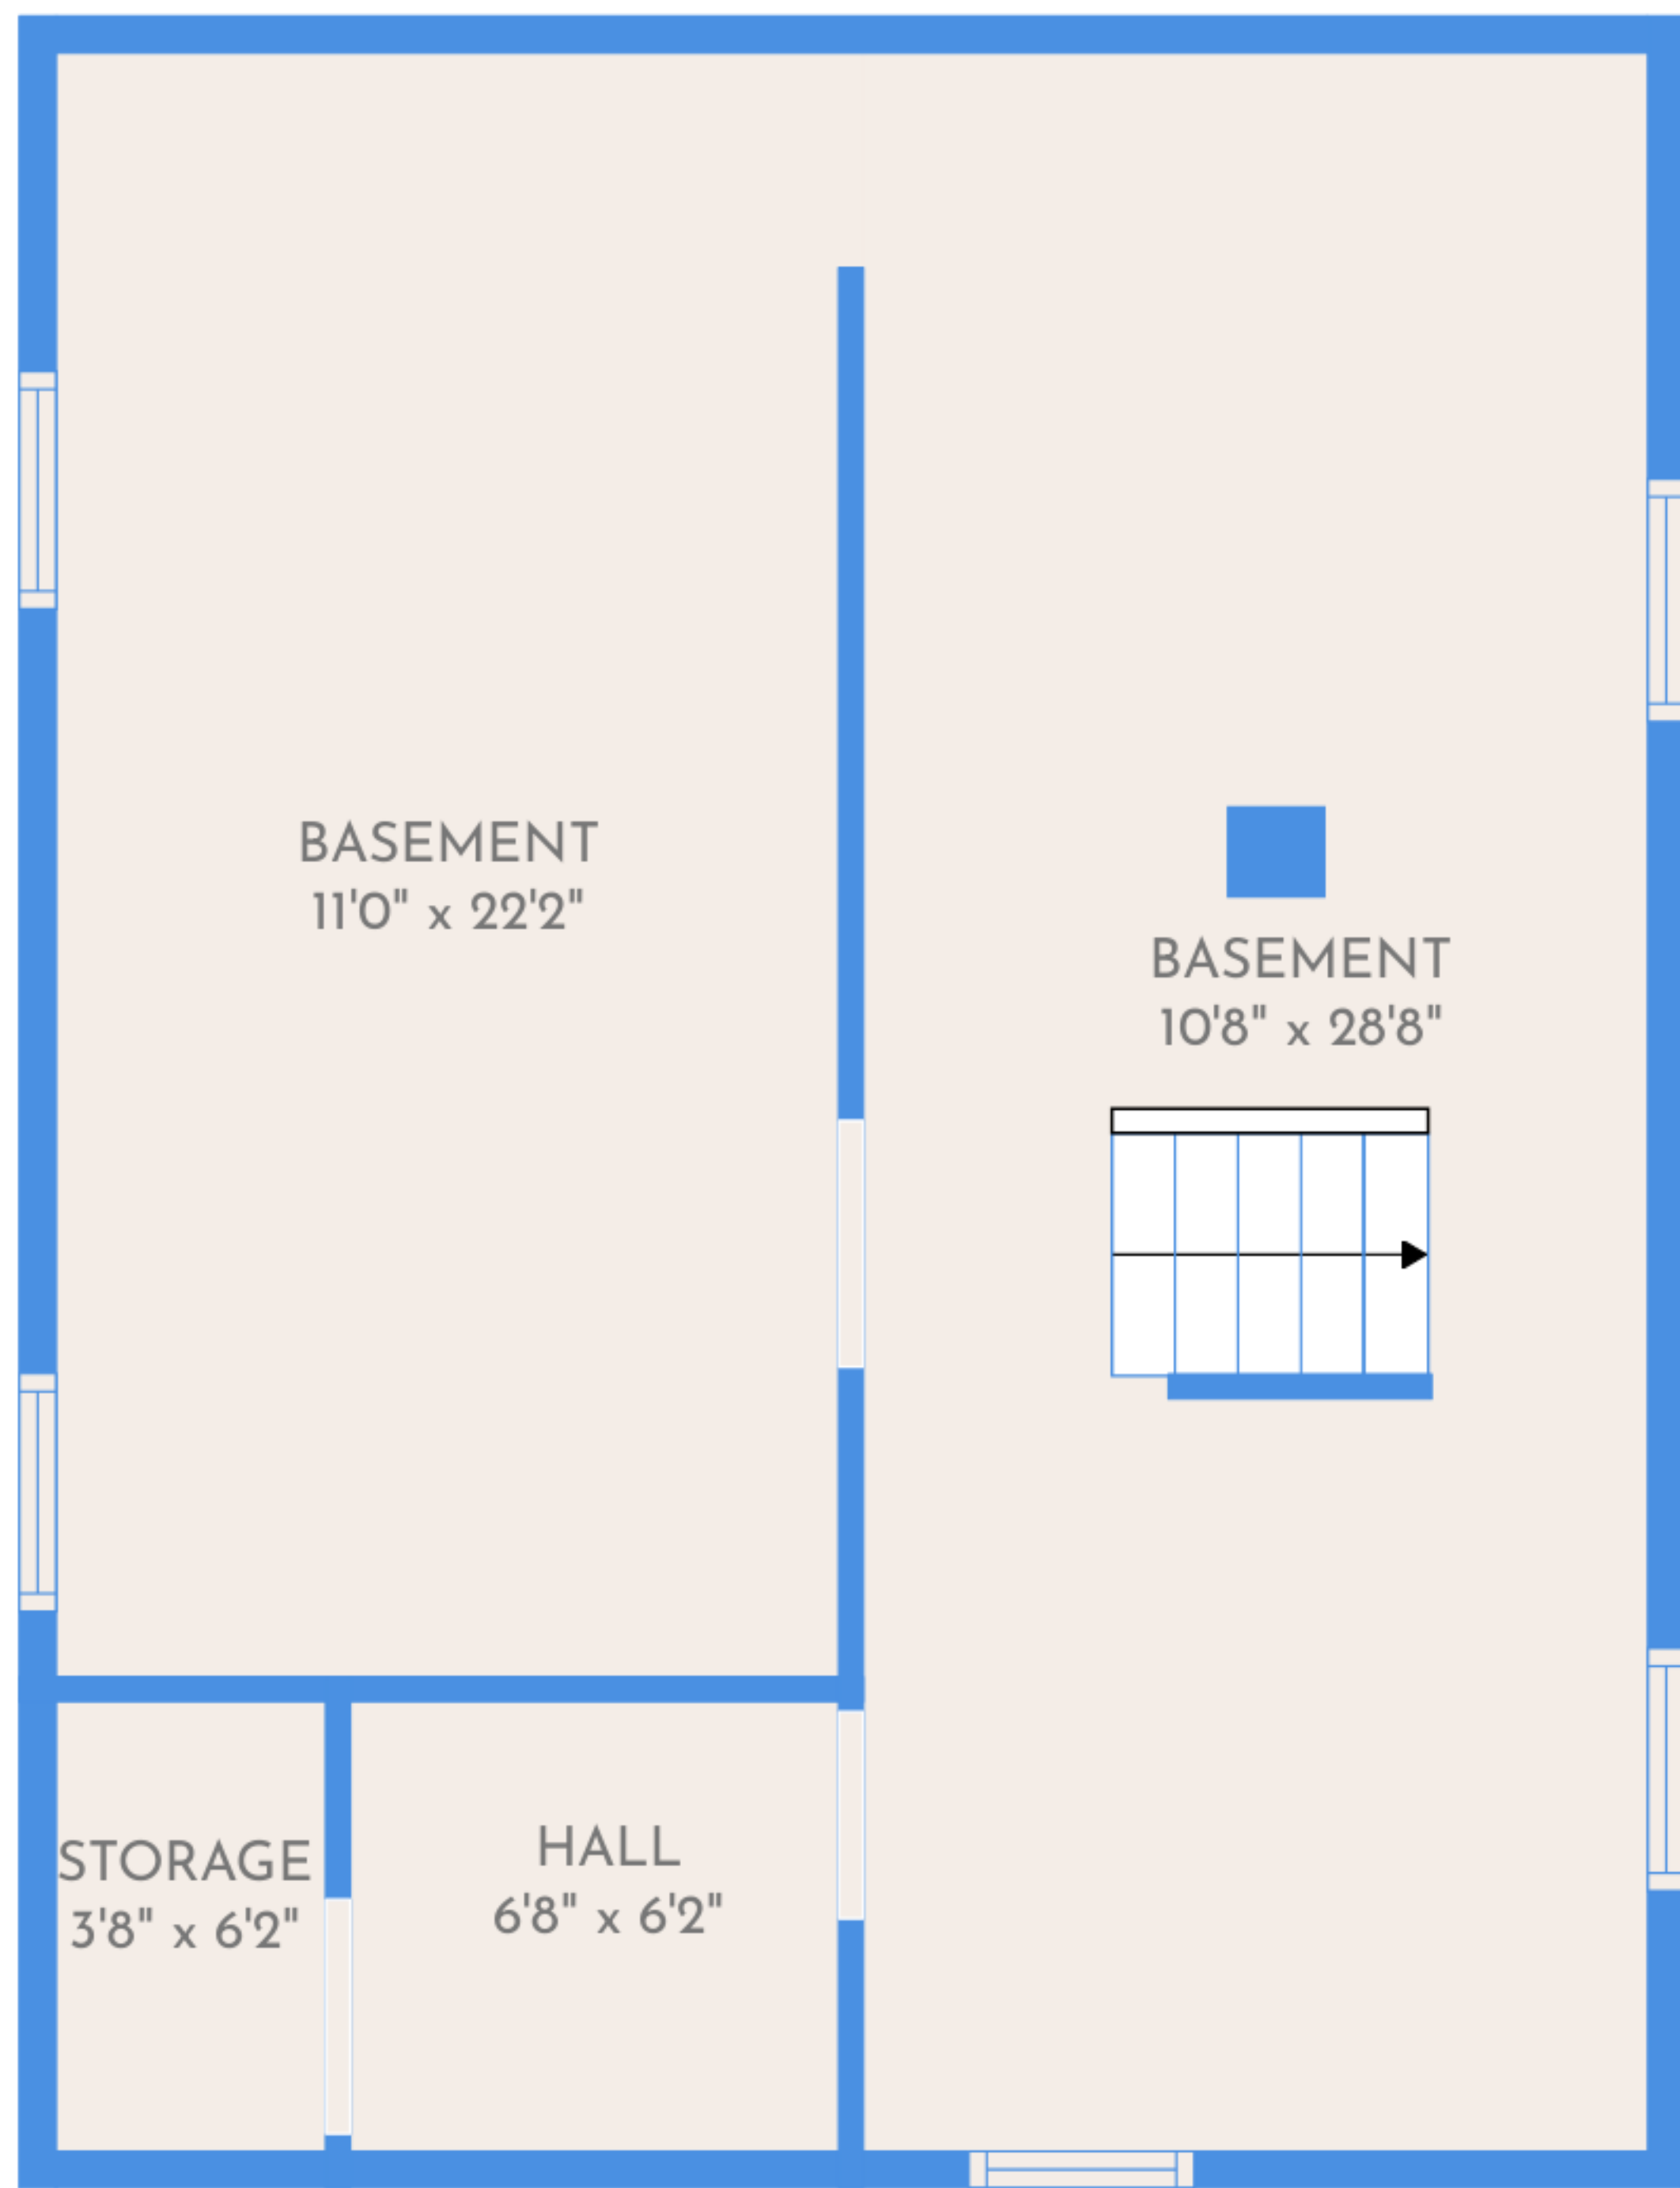 BASEMENT
11'0" x 22'2"
BASEMENT
10'8" x 28'8"
STORAGE
3'8" x 6'2"
HALL
6'8" x 6'2"